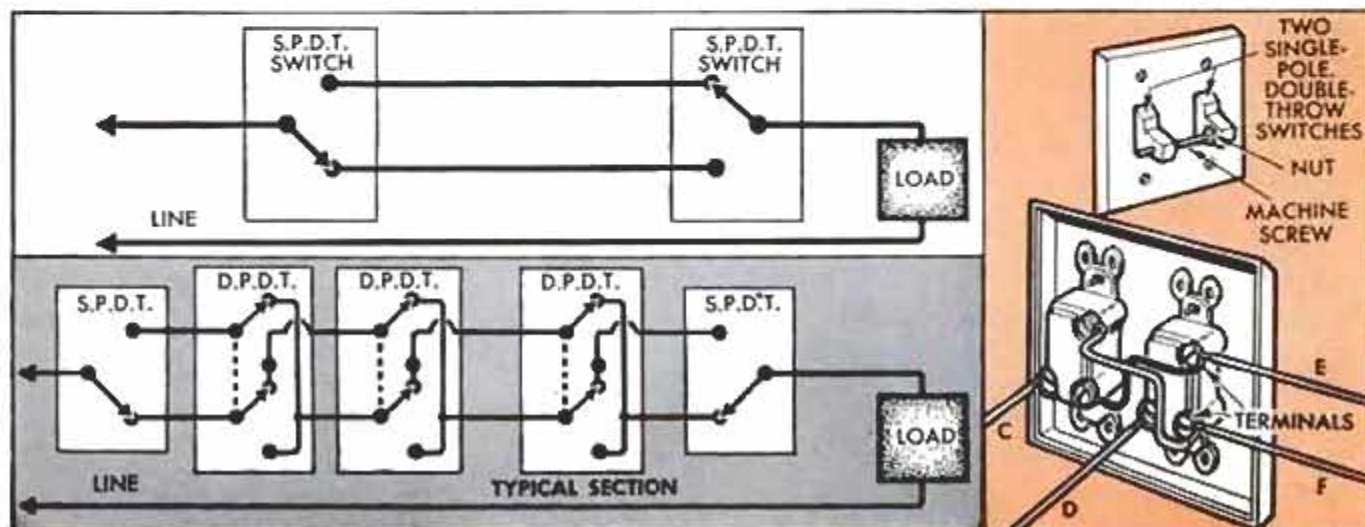 S.P.D.T.
SWITCH
S.P.D.T.
SWITCH
LOAD
LINE
S.P.D.T.
D.P.D.T.
D.P.D.T.
D.P.D.T.
S.P.D.T.
LOAD
LINE
TYPICAL SECTION
TWO
SINGLE-
POLE,
DOUBLE-
THROW
SWITCHES
NUT
MACHINE
SCREW
E
TERMINALS
C
F
D